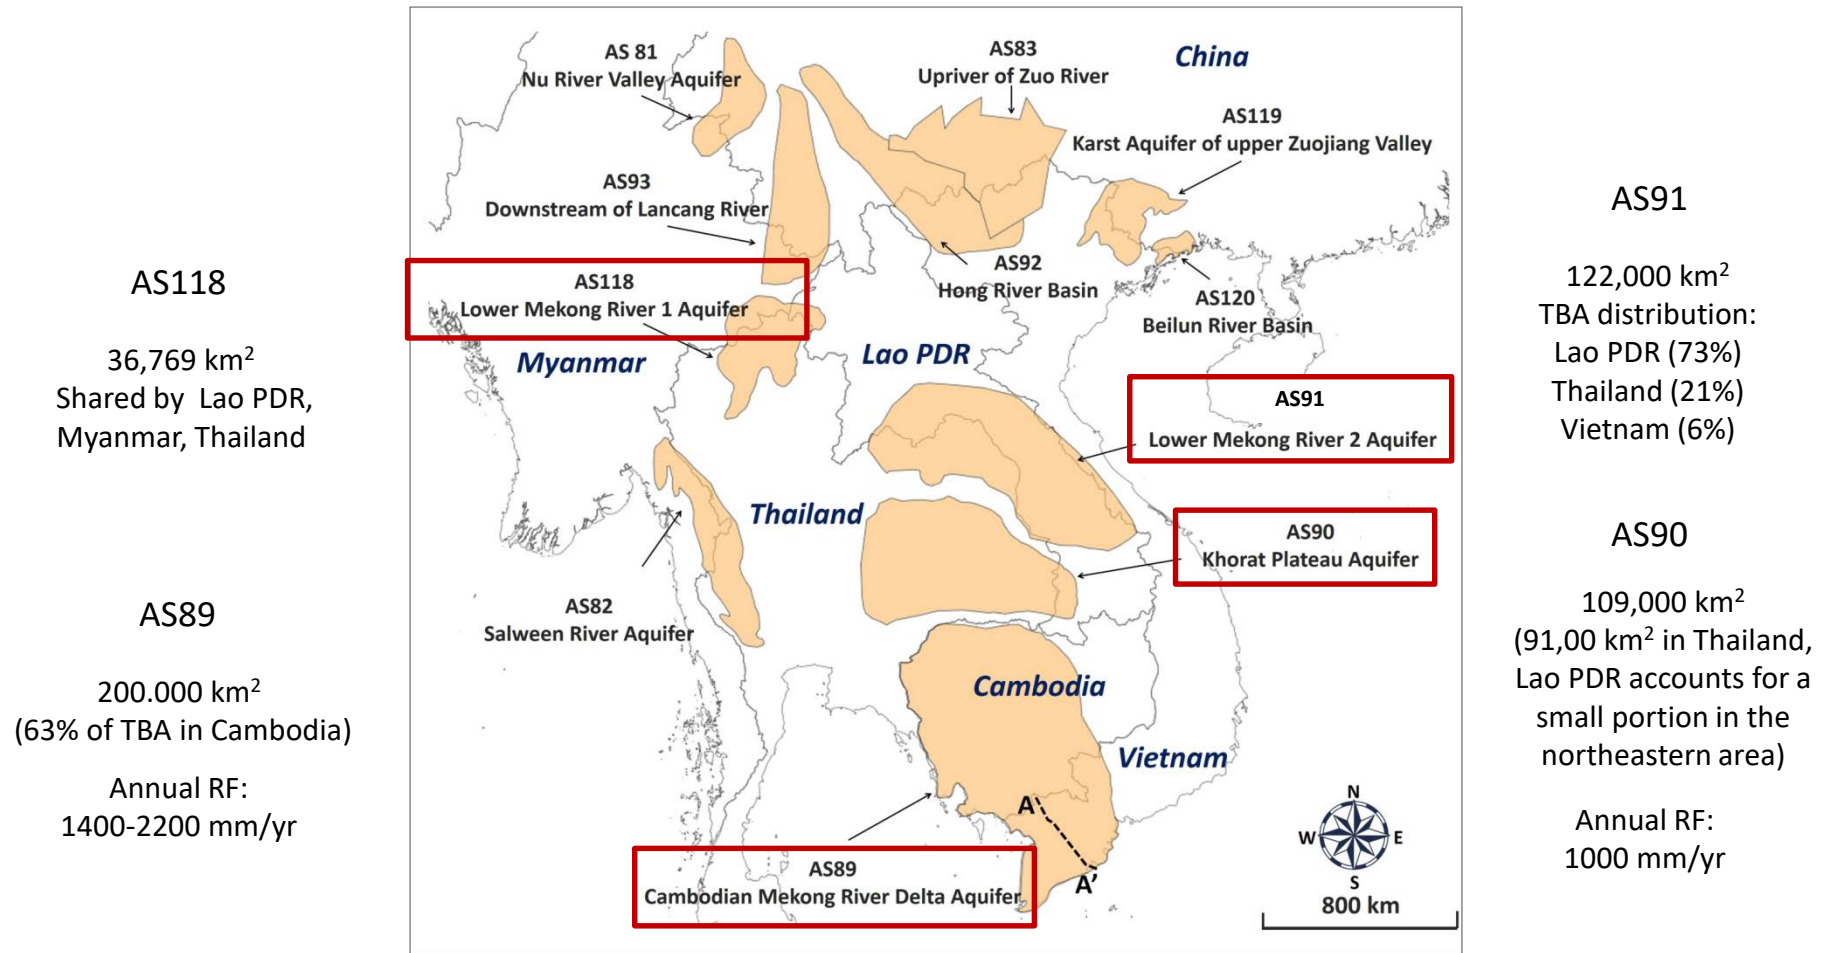 AS118
36,769 km²
Shared by Lao PDR,
Myanmar, Thailand
AS89
200.000 km²
(63% of TBA in Cambodia)
Annual RF:
1400-2200 mm/yr
AS 81
Nu River Valley Aquifer
AS83
Upriver of Zuo River
China
AS119
Karst Aquifer of upper Zuojiang Valley
AS93
Downstream of Lancang River
AS92
Hong River Basin
AS120
Beilun River Basin
AS118
Lower Mekong River 1 Aquifer
Myanmar
Lao PDR
AS91
Lower Mekong River 2 Aquifer
Thailand
AS90
Khorat Plateau Aquifer
AS82
Salween River Aquifer
Cambodia
Vietnam
A
A’
AS89
Cambodian Mekong River Delta Aquifer
N
W E
S
800 km
AS91
122,000 km²
TBA distribution:
Lao PDR (73%)
Thailand (21%)
Vietnam (6%)
AS90
109,000 km²
(91,00 km² in Thailand,
Lao PDR accounts for a
small portion in the
northeastern area)
Annual RF:
1000 mm/yr